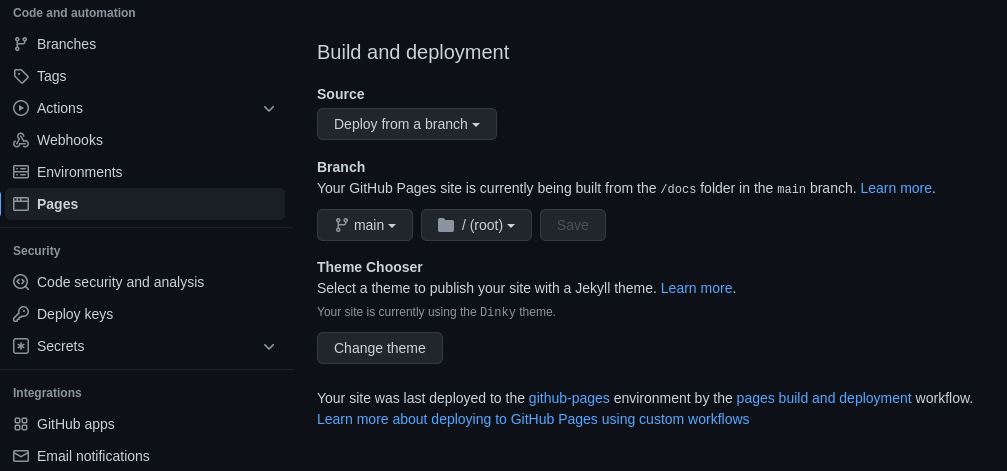 Code and automation
Branches
Tags
Actions
Webhooks
Environments
Pages
Security
Code security and analysis
Deploy keys
Secrets
Integrations
GitHub apps
Email notifications
Build and deployment
Source
Deploy from a branch
Branch
Your GitHub Pages site is currently being built from the /docs folder in the main branch. Learn more.
main
/ (root)
Save
Theme Chooser
Select a theme to publish your site with a Jekyll theme. Learn more.
Your site is currently using the Dinky theme.
Change theme
Your site was last deployed to the github-pages environment by the pages build and deployment workflow.
Learn more about deploying to GitHub Pages using custom workflows